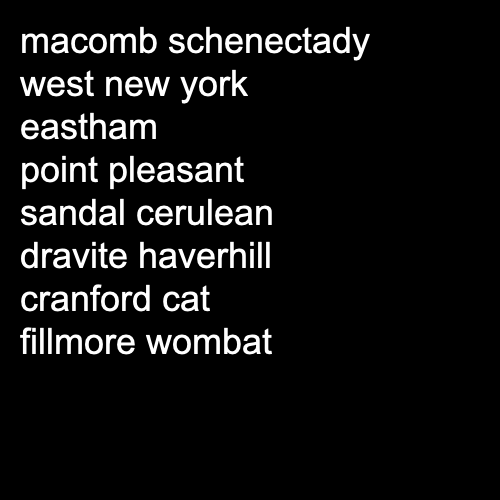 macomb schenectady
west new york
eastham
point pleasant
sandal cerulean
dravite haverhill
cranford cat
fillmore wombat